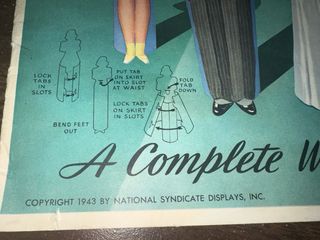 LOCK
TABS
IN
SLOTS
PUT TAB
ON SKIRT
INTO SLOT
AT WAIST
FOLD
TAB
DOWN
LOCK TABS
ON SKIRT
IN SLOTS
BEND FEET
OUT
A Complete W
COPYRIGHT 1943 BY NATIONAL SYNDICATE DISPLAYS, INC.